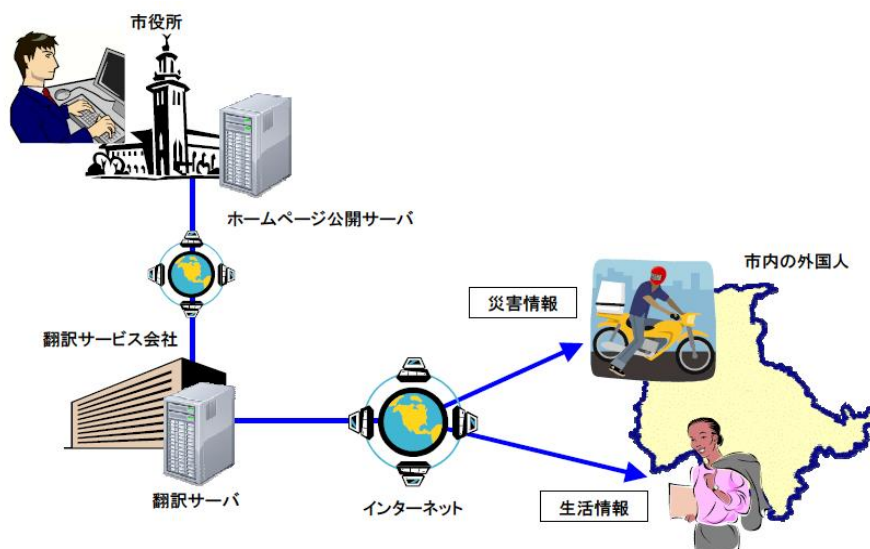 市役所
ホームページ公開サーバ
市内の外国人
災害情報
翻訳サービス会社
翻訳サーバ
インターネット
生活情報